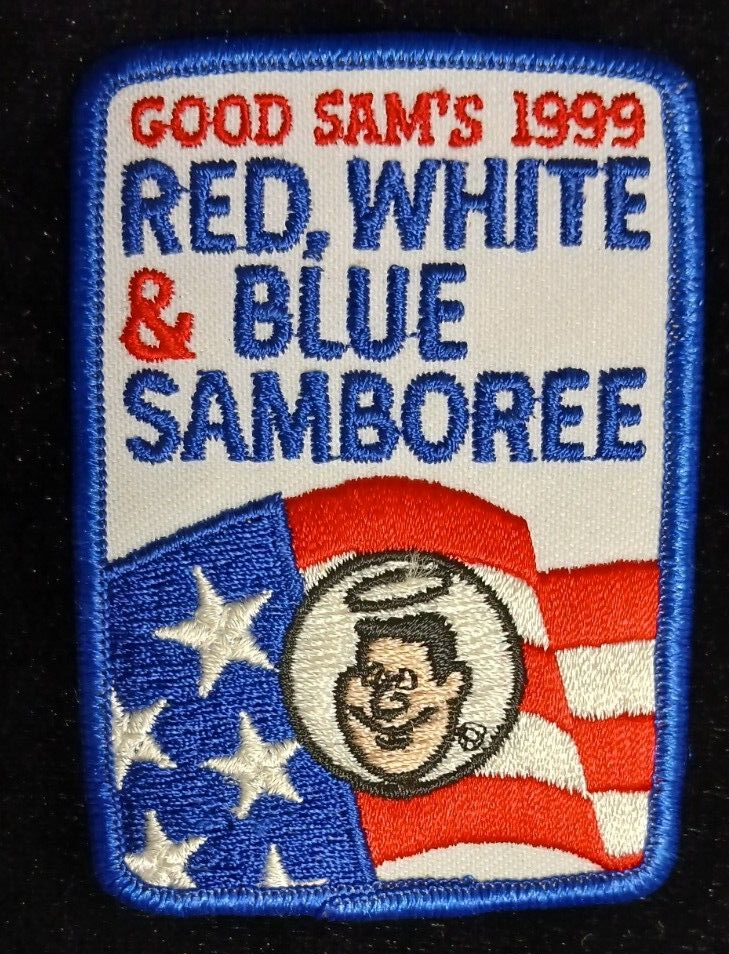 GOOD SAM'S 1999
RED, WHITE
& BLUE
SAMBOREE